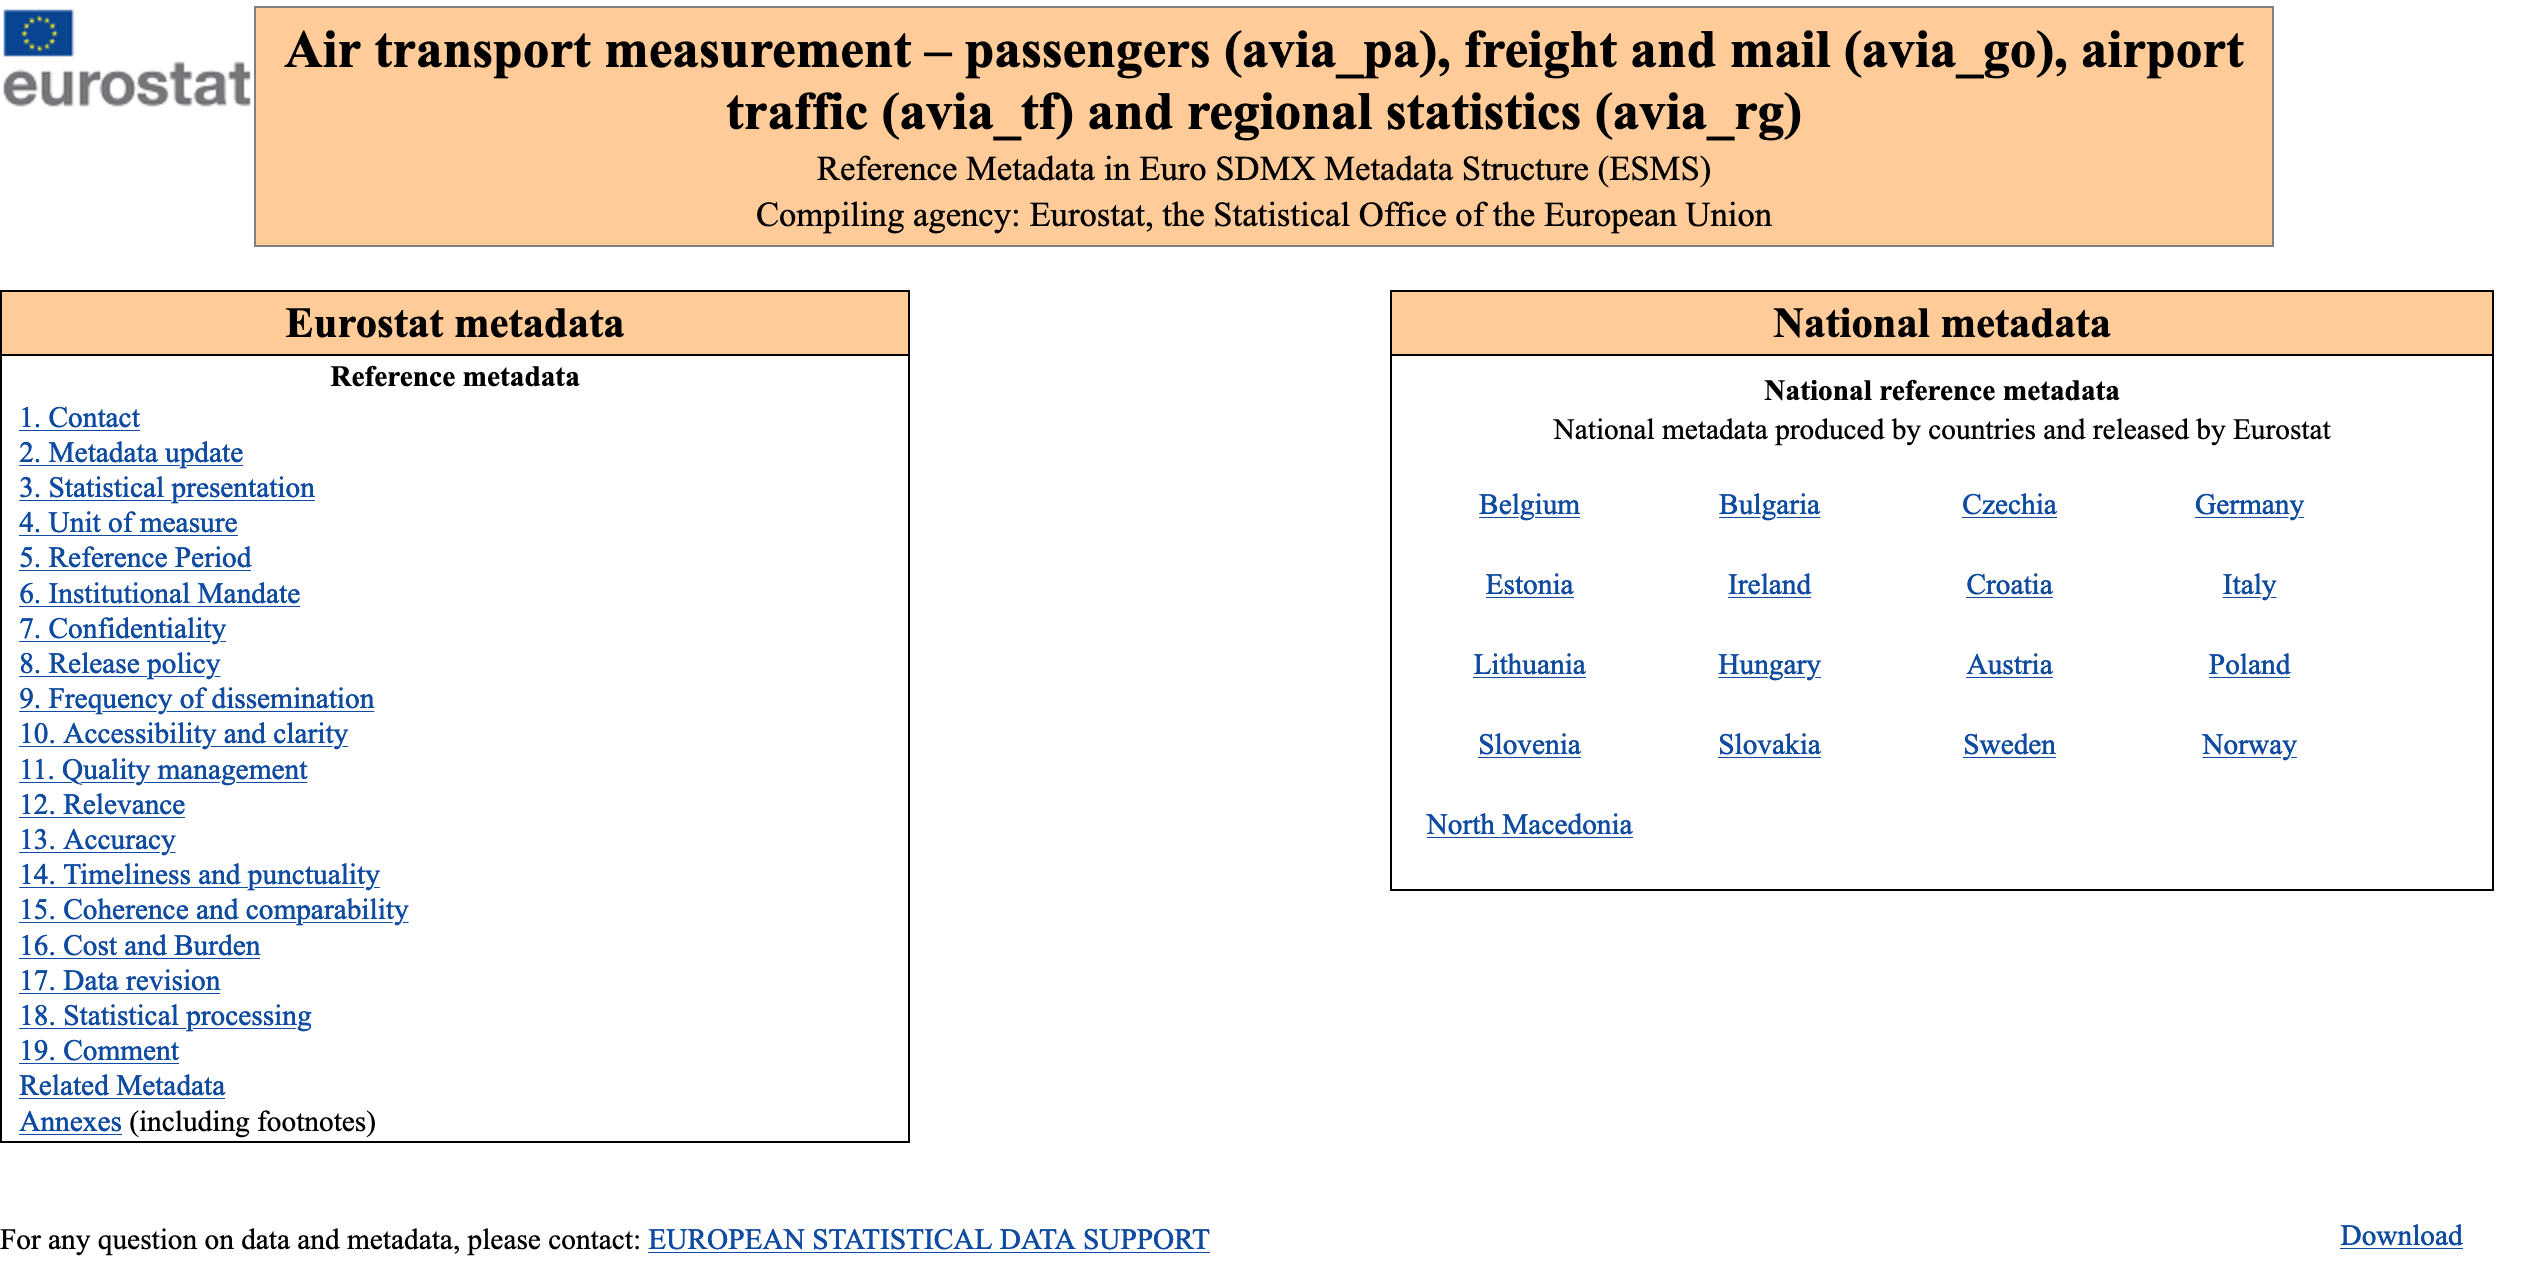 eurostat
Air transport measurement – passengers (avia_pa), freight and mail (avia_go), airport
traffic (avia_tf) and regional statistics (avia_rg)
Reference Metadata in Euro SDMX Metadata Structure (ESMS)
Compiling agency: Eurostat, the Statistical Office of the European Union
Eurostat metadata
Reference metadata
1. Contact
2. Metadata update
3. Statistical presentation
4. Unit of measure
5. Reference Period
6. Institutional Mandate
7. Confidentiality
8. Release policy
9. Frequency of dissemination
10. Accessibility and clarity
11. Quality management
12. Relevance
13. Accuracy
14. Timeliness and punctuality
15. Coherence and comparability
16. Cost and Burden
17. Data revision
18. Statistical processing
19. Comment
Related Metadata
Annexes (including footnotes)
National metadata
National reference metadata
National metadata produced by countries and released by Eurostat
Belgium Bulgaria Czechia Germany
Estonia Ireland Croatia Italy
Lithuania Hungary Austria Poland
Slovenia Slovakia Sweden Norway
North Macedonia
For any question on data and metadata, please contact: EUROPEAN STATISTICAL DATA SUPPORT
Download